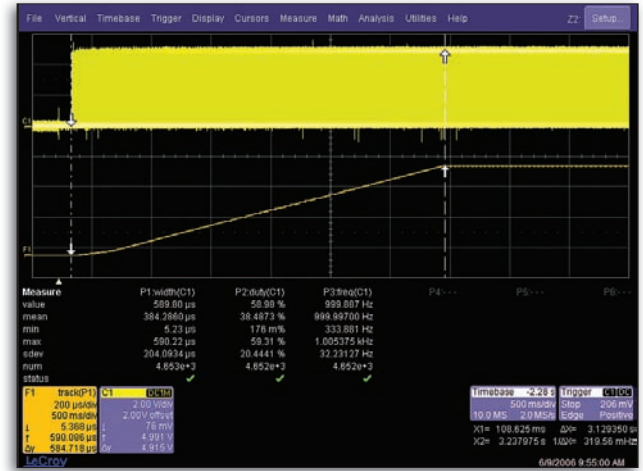 File Vertical Timebase Trigger Display Cursors Measure Math Analysis Utilities Help Z2: Setup...
C1
F1
Measure P1:width(C1) P2:duty(C1) P3:freq(C1) P4:--- P5:--- P6:---
value 589.80 µs 58.98 % 999.887 Hz
mean 384.2860 µs 38.4873 % 999.99700 Hz
min 5.23 µs 176 m% 333.881 Hz
max 590.22 µs 59.31 % 1.005375 kHz
sdev 204.0934 µs 20.4441 % 32.23127 Hz
num 4.653e+3 4.652e+3 4.652e+3
status
F1 track(P1) C1 DC1M Timebase -2.28 s Trigger C1 DC
200 µs/div 2.00 V/div 500 ms/div Stop 206 mV
500 ms/div 2.00V offset 10.0 MS 2.0 MS/s Edge Positive
5.368 µs 76 mV X1= 108.625 ms ΔX= 3.129350 s
590.086 µs 4.991 V X2= 3.237975 s 1/ΔX= 319.56 mHz
Δy 584.718 µs Δy 4.915 V
LeCroy 6/9/2006 9:55:00 AM